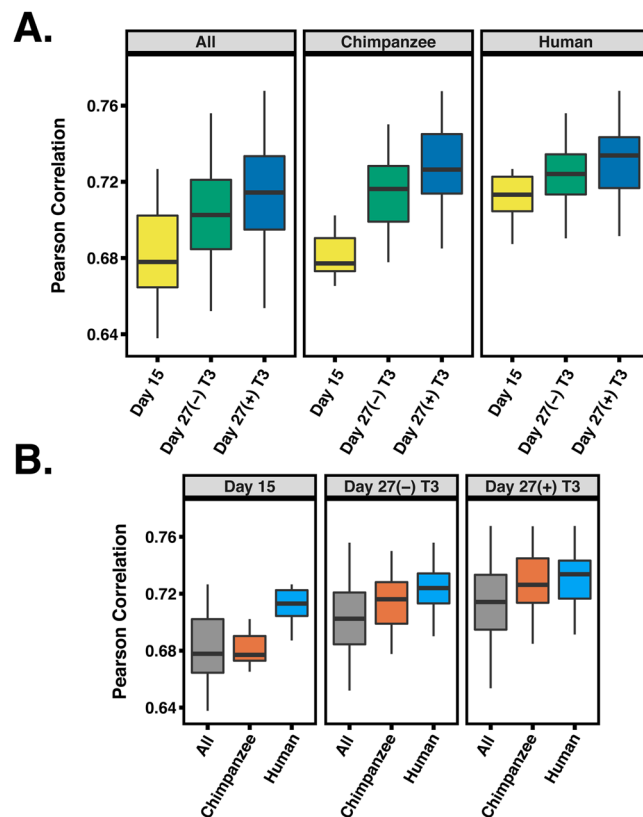 A.
All Chimpanzee Human
Pearson Correlation
0.76
0.72
0.68
0.64
Day 15 Day 27(−) T3 Day 27(+) T3 Day 15 Day 27(−) T3 Day 27(+) T3 Day 15 Day 27(−) T3 Day 27(+) T3
B.
Day 15 Day 27(−) T3 Day 27(+) T3
Pearson Correlation
0.76
0.72
0.68
0.64
All Chimpanzee Human All Chimpanzee Human All Chimpanzee Human